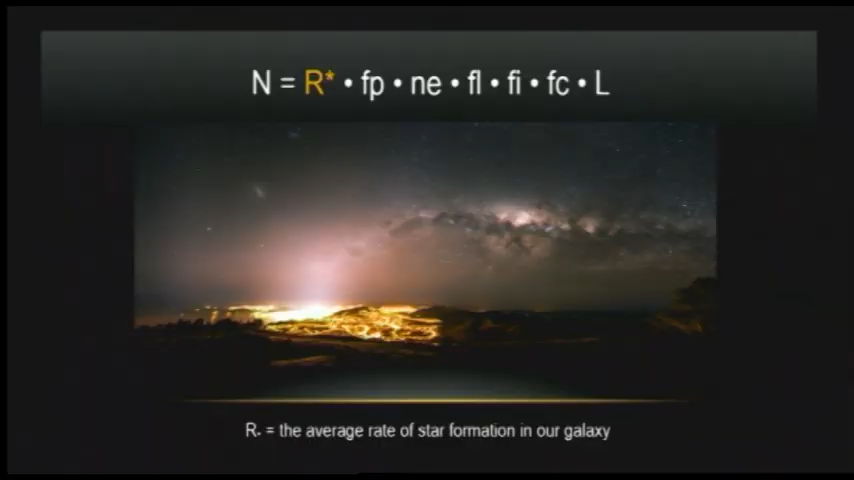 N = R* • fp • ne • fl • fi • fc • L
R* = the average rate of star formation in our galaxy